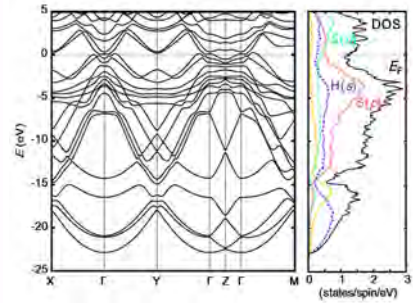 DOS
5
0
-5
-10
-15
-20
-25
E (eV)
E_F
S(s)
H(s)
S(p)
X Γ Y Γ Z Γ M
0 1 2 3
(states/spin/eV)